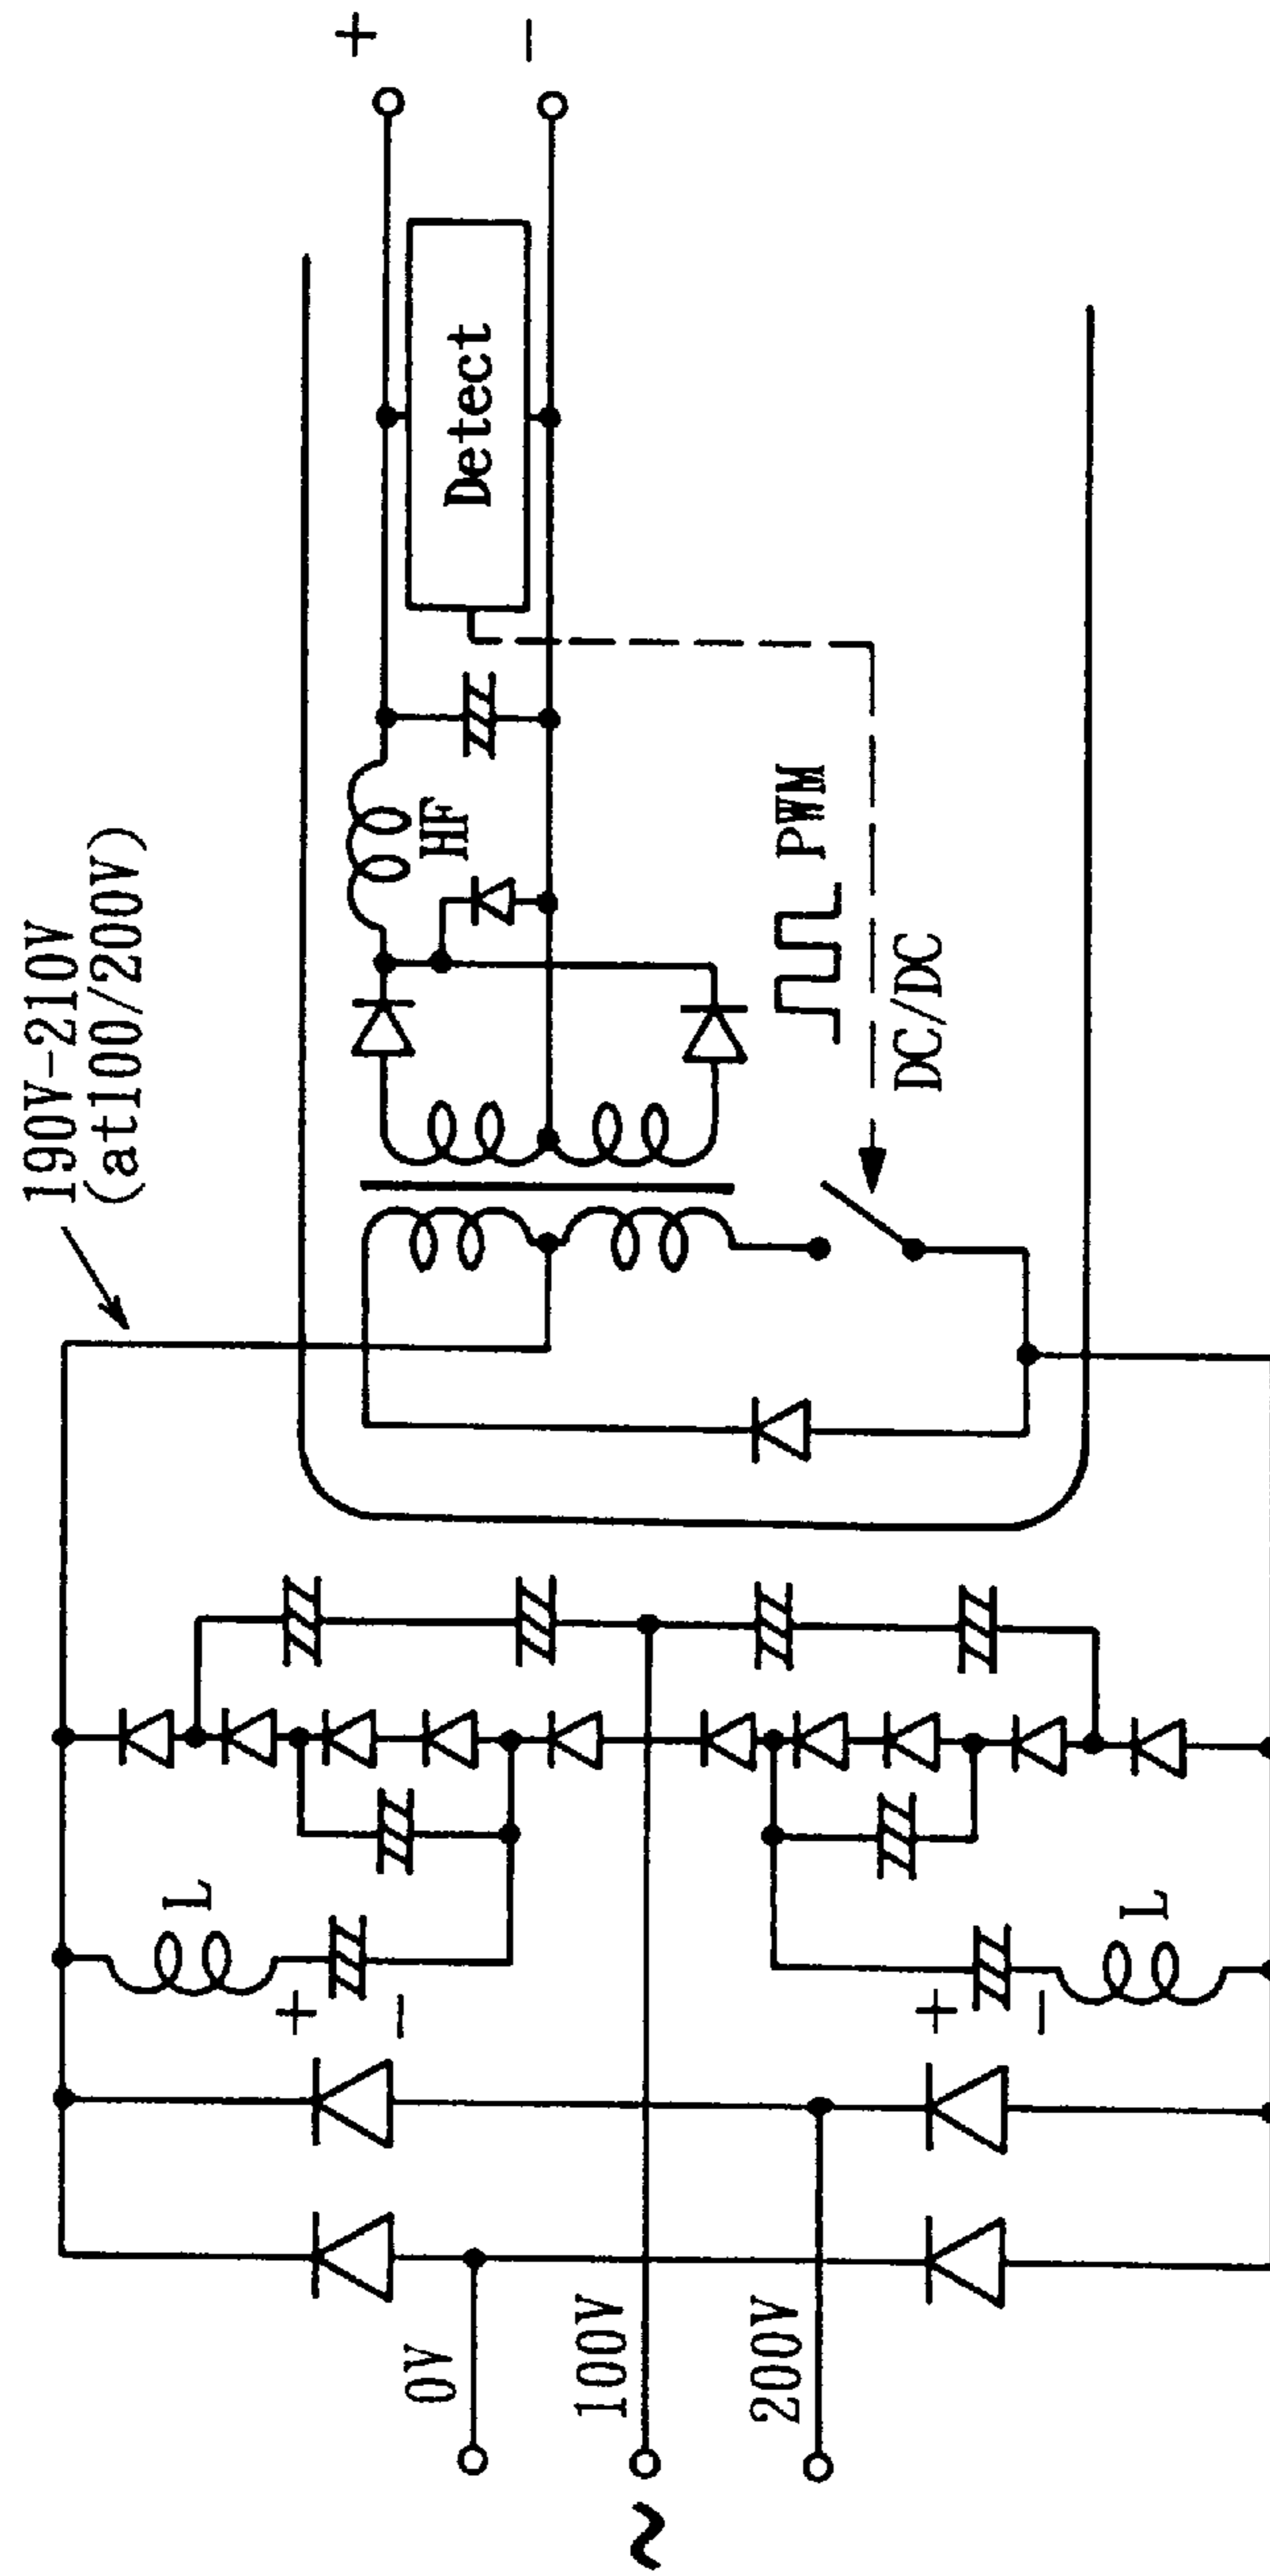 190V-210V
(at100/200V)
+
-
Detect
HF
PWM
DC/DC
L
+
-
L
+
-
0V
100V
200V
~